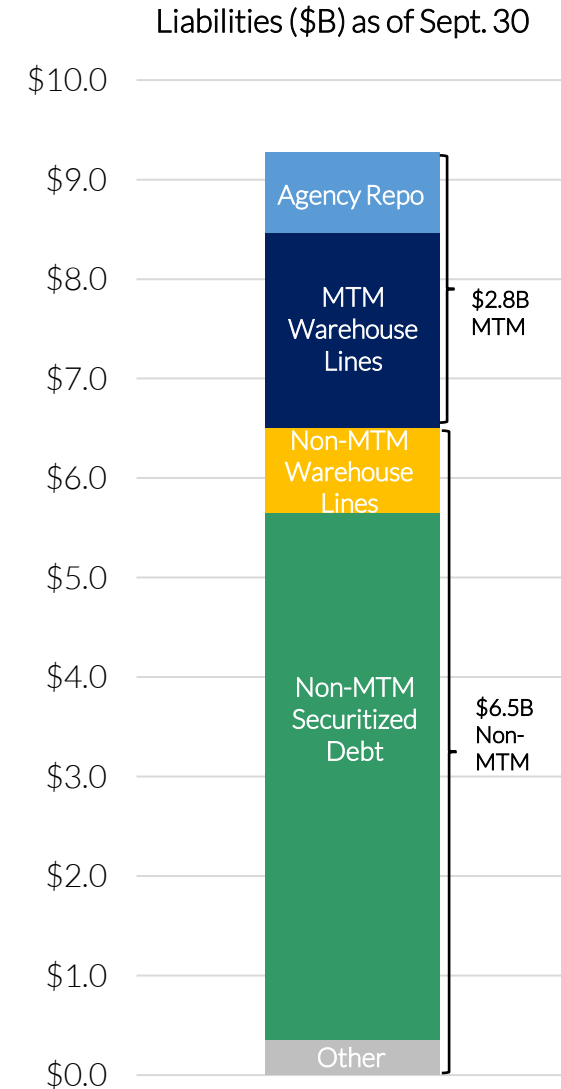 Liabilities ($B) as of Sept. 30
$10.0
$9.0
$8.0
$7.0
$6.0
$5.0
$4.0
$3.0
$2.0
$1.0
$0.0
Agency Repo
MTM
Warehouse
Lines
Non-MTM
Warehouse
Lines
Non-MTM
Securitized
Debt
Other
$2.8B
MTM
$6.5B
Non-
MTM